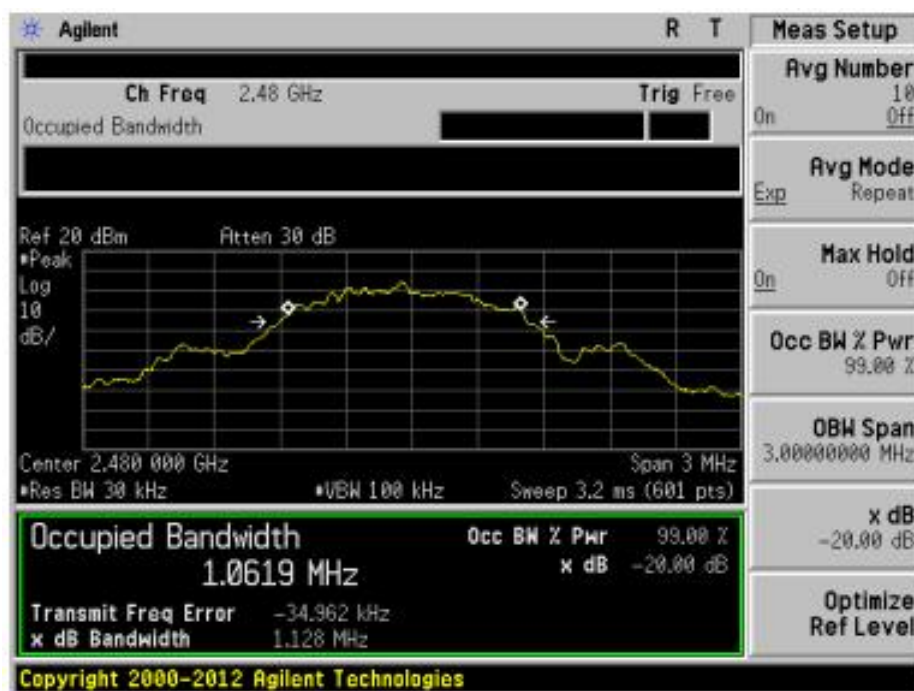 Agilent R T
Ch Freq 2.48 GHz Trig Free
Occupied Bandwidth
Ref 20 dBm Atten 30 dB
*Peak
Log
10
dB/
Center 2.480 000 GHz Span 3 MHz
*Res BW 30 kHz *VBW 100 kHz Sweep 3.2 ms (601 pts)
Occupied Bandwidth Occ BW % Pwr 99.00 %
1.0619 MHz x dB -20.00 dB
Transmit Freq Error -34.962 kHz
x dB Bandwidth 1.128 MHz
Copyright 2000-2012 Agilent Technologies
Meas Setup
Avg Number
10
On Off
Avg Mode
Exp Repeat
Max Hold
On Off
Occ BW % Pwr
99.00 %
OBW Span
3.00000000 MHz
x dB
-20.00 dB
Optimize
Ref Level